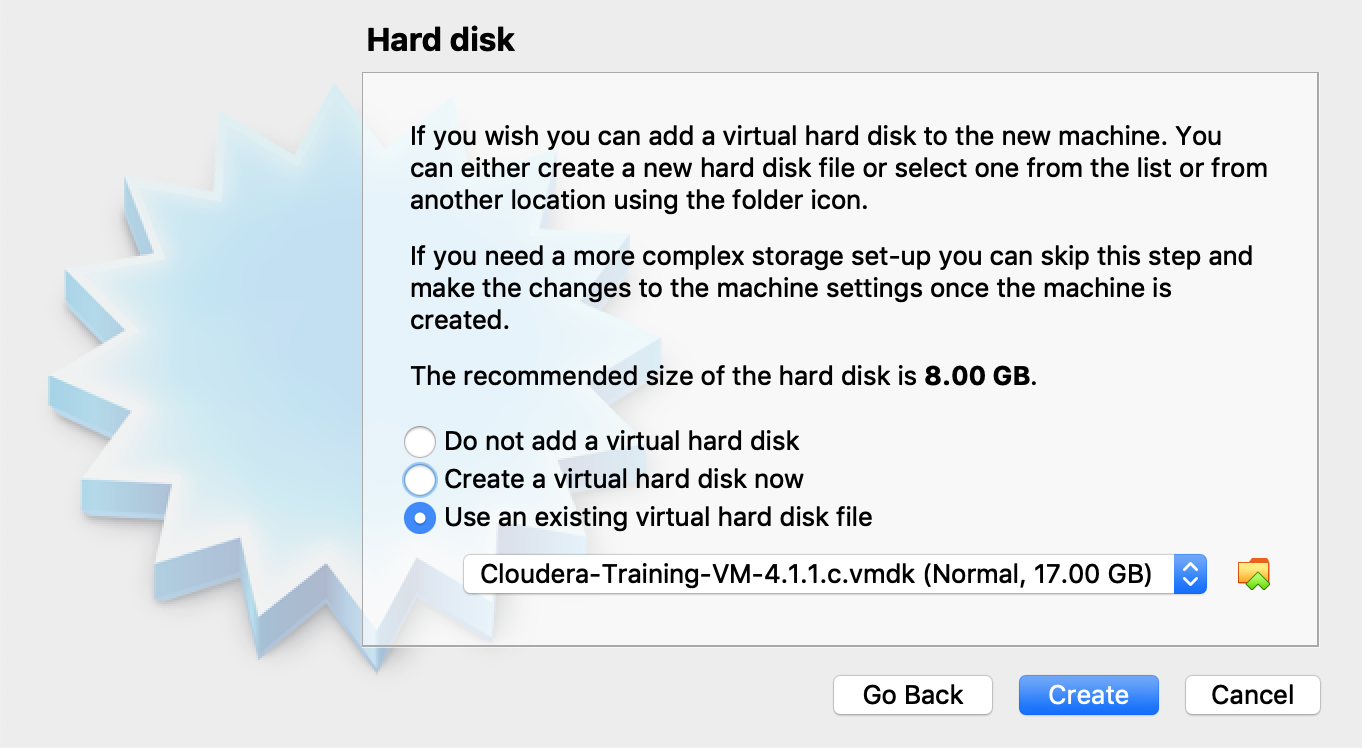 Hard disk
If you wish you can add a virtual hard disk to the new machine. You
can either create a new hard disk file or select one from the list or from
another location using the folder icon.
If you need a more complex storage set-up you can skip this step and
make the changes to the machine settings once the machine is
created.
The recommended size of the hard disk is 8.00 GB.
Do not add a virtual hard disk
Create a virtual hard disk now
Use an existing virtual hard disk file
Cloudera-Training-VM-4.1.1.c.vmdk (Normal, 17.00 GB)
Go Back Create Cancel